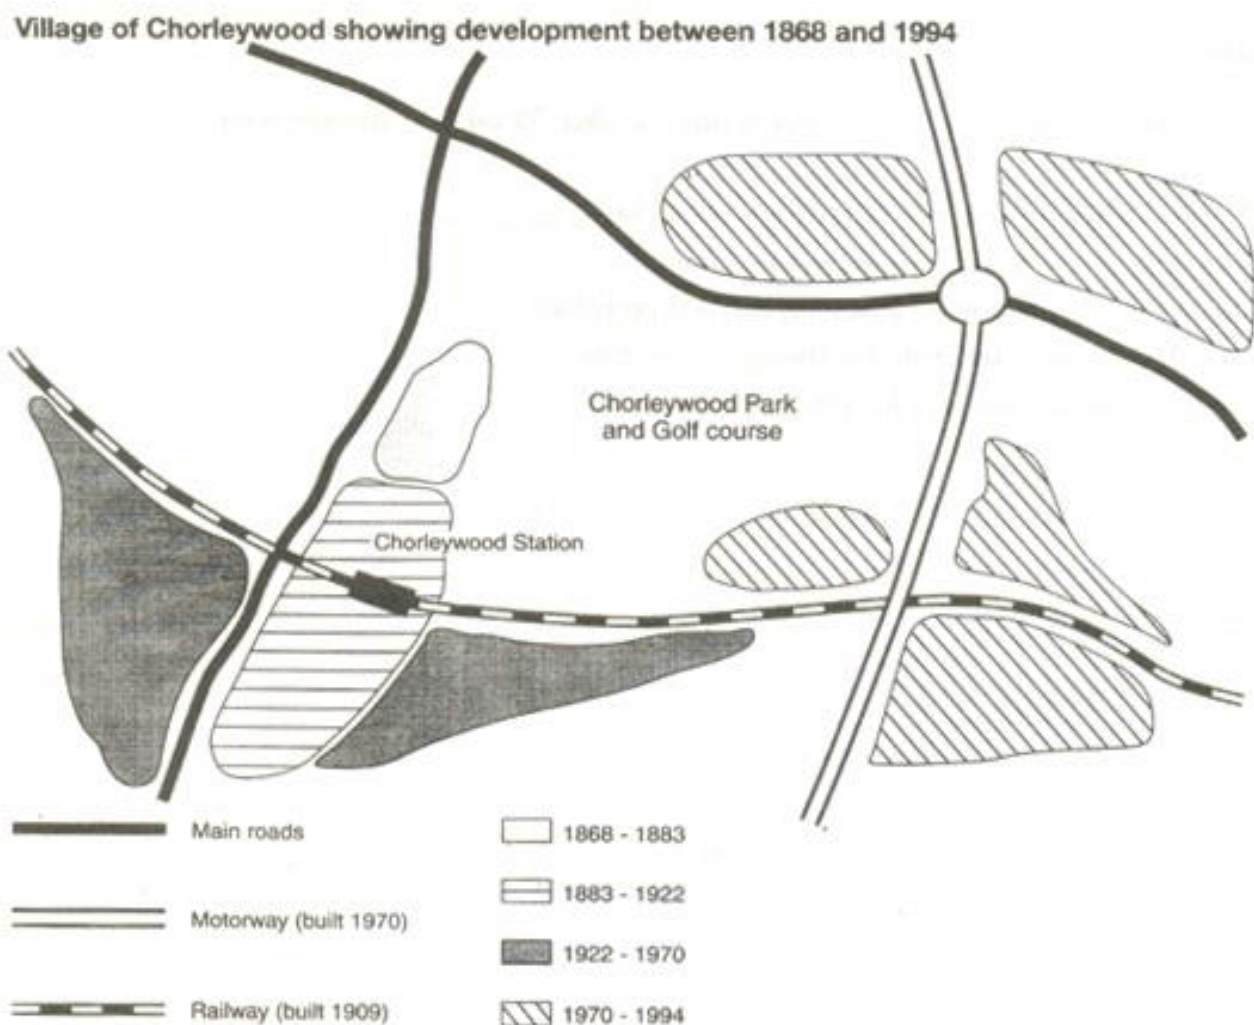 Village of Chorleywood showing development between 1868 and 1994
Chorleywood Park
and Golf course
Chorleywood Station
Main roads
Motorway (built 1970)
Railway (built 1909)
1868 - 1883
1883 - 1922
1922 - 1970
1970 - 1994